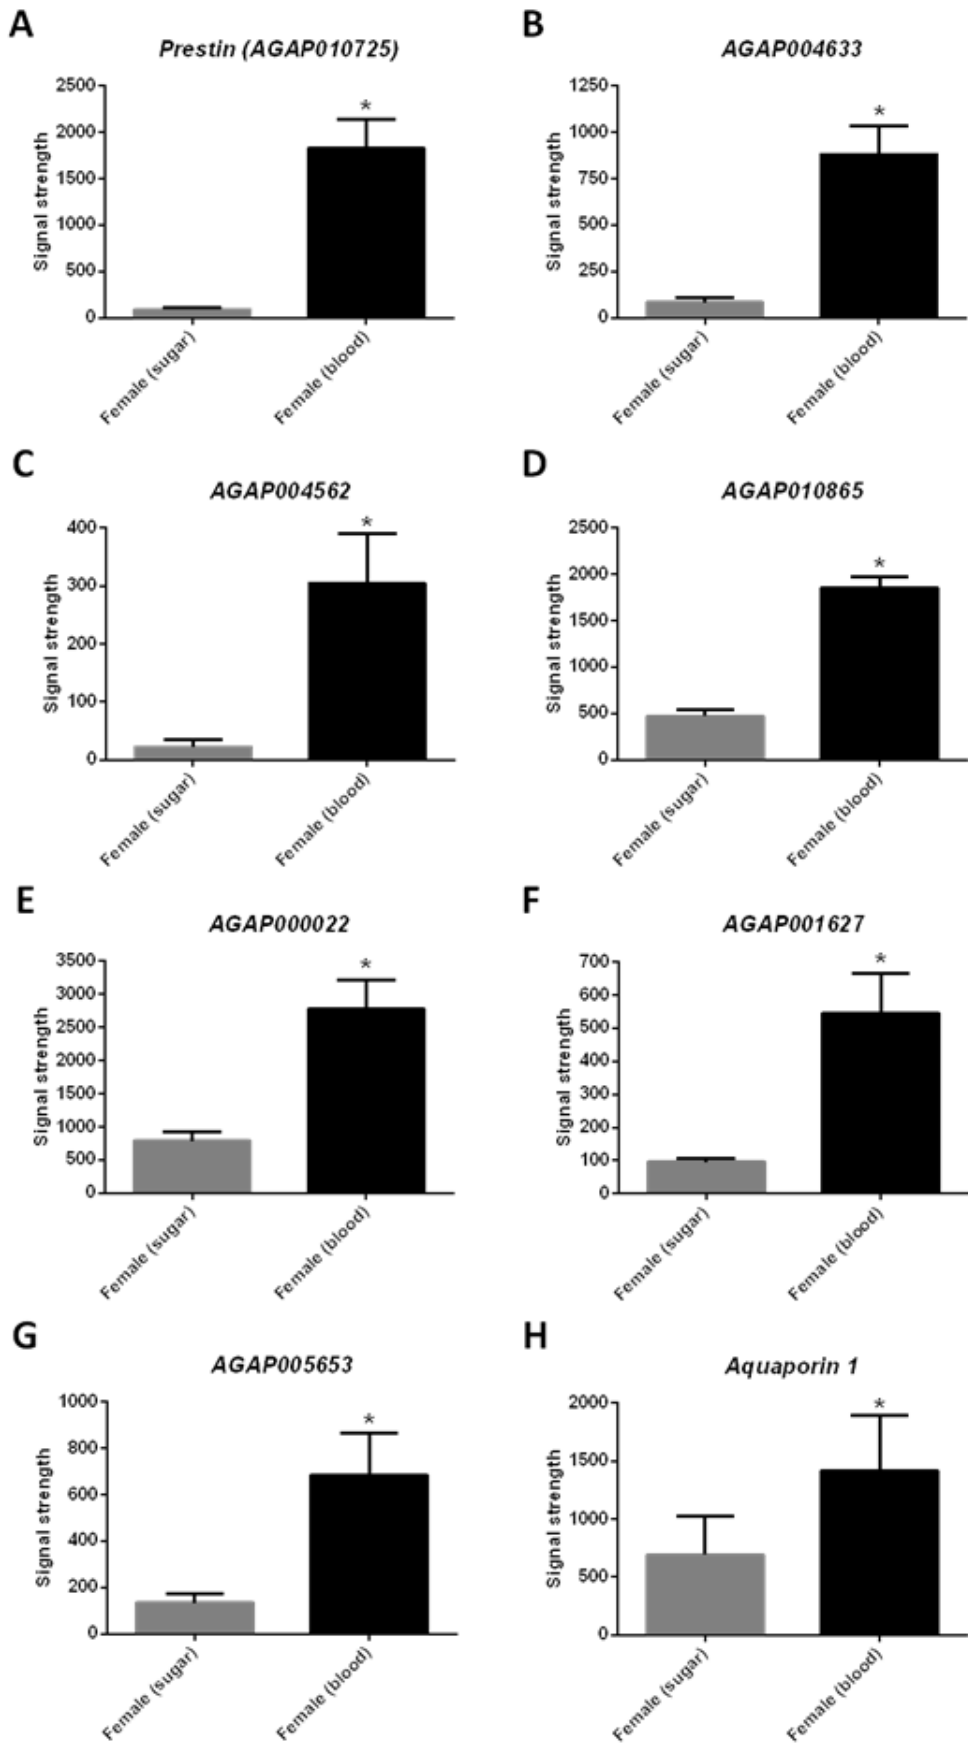 A
Prestin (AGAP010725)
2500
2000
1500
1000
500
0
Signal strength
*
Female (sugar)
Female (blood)
B
AGAP004633
1250
1000
750
500
250
0
Signal strength
*
Female (sugar)
Female (blood)
C
AGAP004562
400
300
200
100
0
Signal strength
*
Female (sugar)
Female (blood)
D
AGAP010865
2500
2000
1500
1000
500
0
Signal strength
*
Female (sugar)
Female (blood)
E
AGAP000022
3500
3000
2500
2000
1500
1000
500
0
Signal strength
*
Female (sugar)
Female (blood)
F
AGAP001627
700
600
500
400
300
200
100
0
Signal strength
*
Female (sugar)
Female (blood)
G
AGAP005653
1000
800
600
400
200
0
Signal strength
*
Female (sugar)
Female (blood)
H
Aquaporin 1
2000
1500
1000
500
0
Signal strength
*
Female (sugar)
Female (blood)